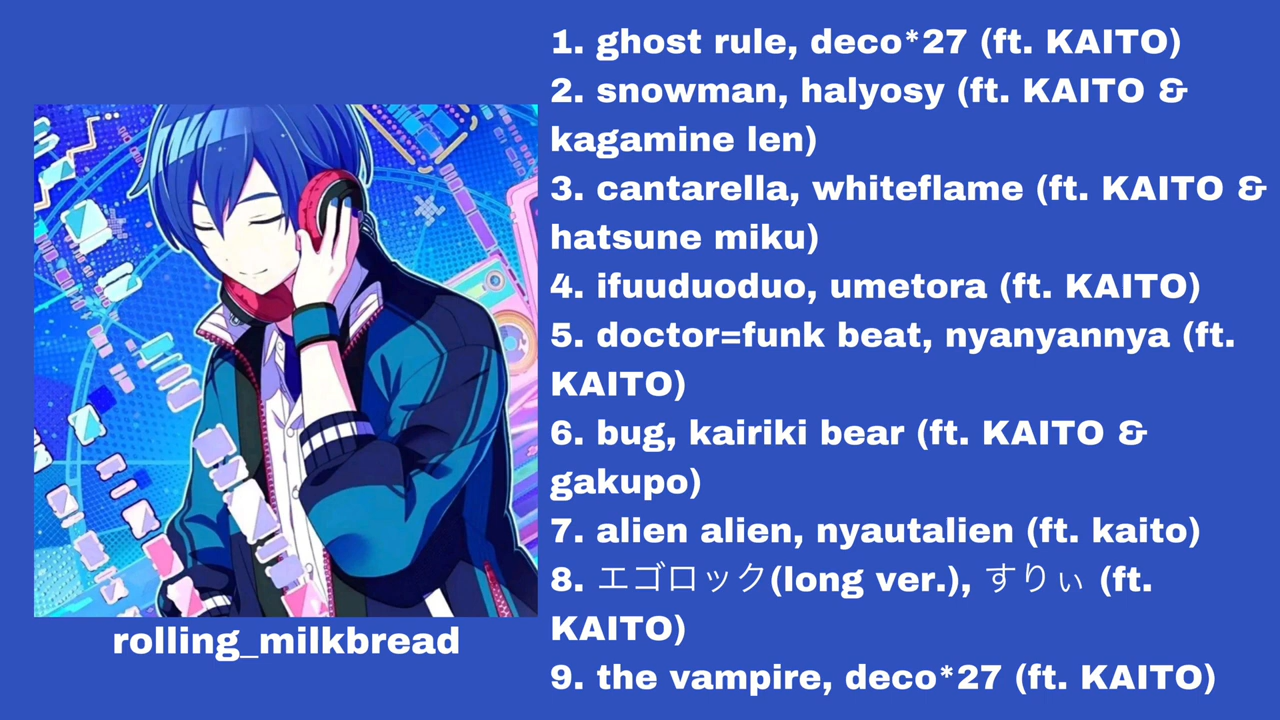 1. ghost rule, deco*27 (ft. KAITO)
2. snowman, halyosy (ft. KAITO &
kagamine len)
3. cantarella, whiteflame (ft. KAITO &
hatsune miku)
4. ifuuduoduo, umetora (ft. KAITO)
5. doctor=funk beat, nyanyannya (ft.
KAITO)
6. bug, kairiki bear (ft. KAITO &
gakupo)
7. alien alien, nyautalien (ft. kaito)
8. エゴロック(long ver.), すりぃ (ft.
KAITO)
9. the vampire, deco*27 (ft. KAITO)
rolling_milkbread